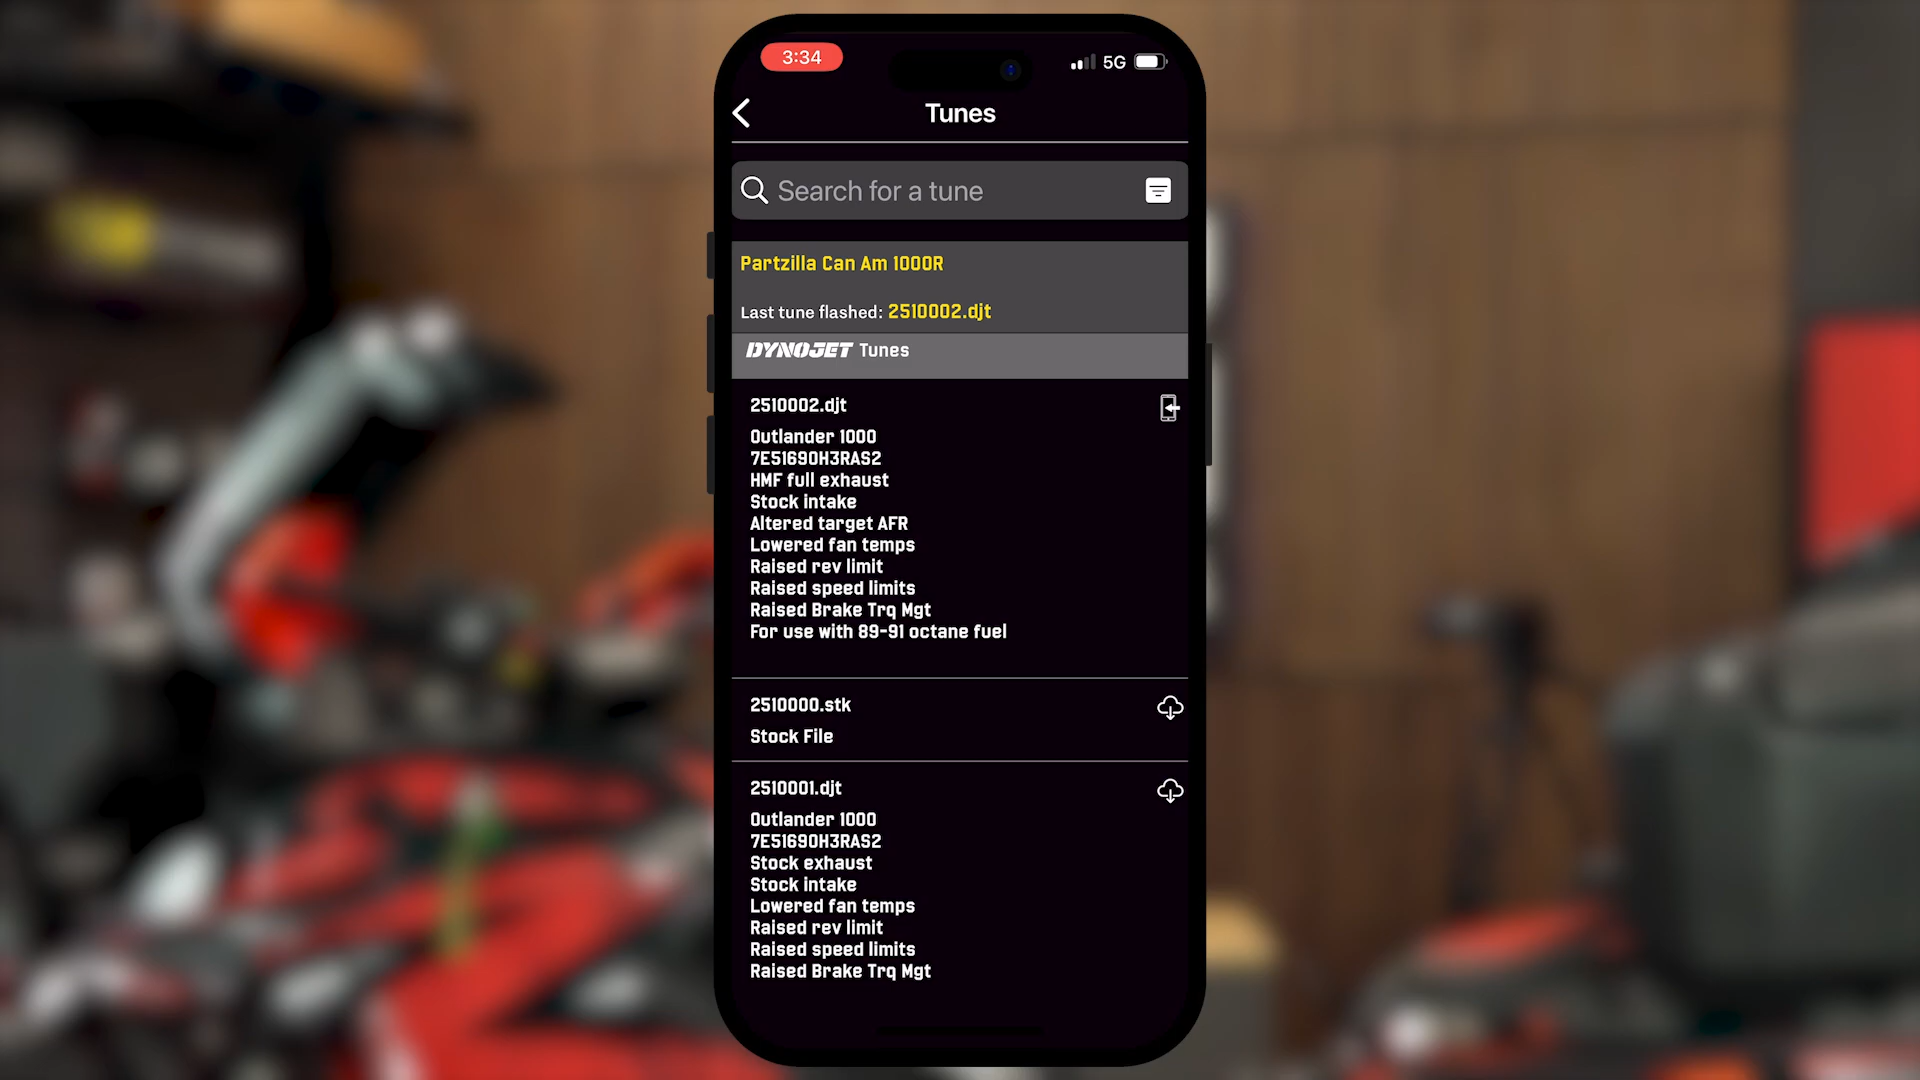 3:34
5G
Tunes
Search for a tune
Partzilla Can Am 1000R
Last tune flashed: 2510002.djt
DYNOJET Tunes
2510002.djt
Outlander 1000
7E51690H3RAS2
HMF full exhaust
Stock intake
Altered target AFR
Lowered fan temps
Raised rev limit
Raised speed limits
Raised Brake Trq Mgt
For use with 89-91 octane fuel
2510000.stk
Stock File
2510001.djt
Outlander 1000
7E51690H3RAS2
Stock exhaust
Stock intake
Lowered fan temps
Raised rev limit
Raised speed limits
Raised Brake Trq Mgt